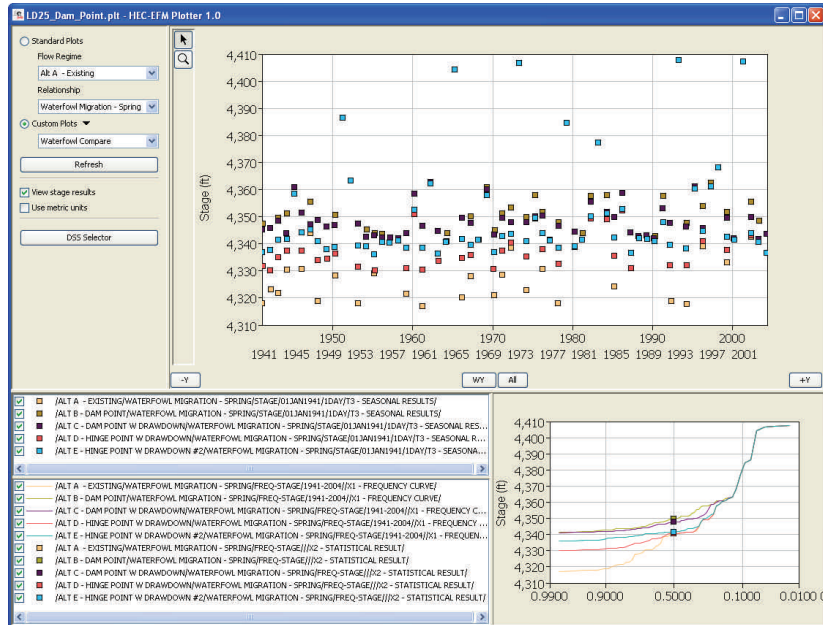 LD25_Dam_Point.plt - HEC-EFM Plotter 1.0
Standard Plots
Flow Regime
Alt A - Existing
Relationship
Waterfowl Migration - Spring
Custom Plots
Waterfowl Compare
Refresh
View stage results
Use metric units
DSS Selector
Stage (ft)
4,410
4,400
4,390
4,380
4,370
4,360
4,350
4,340
4,330
4,320
4,310
1950 1960 1970 1980 1990 2000
1941 1945 1949 1953 1957 1961 1965 1969 1973 1977 1981 1985 1989 1993 1997 2001
-Y WY All +Y
/ALT A - EXISTING/WATERFOWL MIGRATION - SPRING/STAGE/01JAN1941/1DAY/T3 - SEASONAL RESULTS/
/ALT B - DAM POINT/WATERFOWL MIGRATION - SPRING/STAGE/01JAN1941/1DAY/T3 - SEASONAL RESULTS/
/ALT C - DAM POINT W DRAWDOWN/WATERFOWL MIGRATION - SPRING/STAGE/01JAN1941/1DAY/T3 - SEASONAL RE...
/ALT D - HINGE POINT W DRAWDOWN/WATERFOWL MIGRATION - SPRING/STAGE/01JAN1941/1DAY/T3 - SEASONAL R...
/ALT E - HINGE POINT W DRAWDOWN #2/WATERFOWL MIGRATION - SPRING/STAGE/01JAN1941/1DAY/T3 - SEASONA...
/ALT A - EXISTING/WATERFOWL MIGRATION - SPRING/FREQ-STAGE/1941-2004//X1 - FREQUENCY CURVE/
/ALT B - DAM POINT/WATERFOWL MIGRATION - SPRING/FREQ-STAGE/1941-2004//X1 - FREQUENCY CURVE/
/ALT C - DAM POINT W DRAWDOWN/WATERFOWL MIGRATION - SPRING/FREQ-STAGE/1941-2004//X1 - FREQUENCY C...
/ALT D - HINGE POINT W DRAWDOWN/WATERFOWL MIGRATION - SPRING/FREQ-STAGE/1941-2004//X1 - FREQUENCY ...
/ALT E - HINGE POINT W DRAWDOWN #2/WATERFOWL MIGRATION - SPRING/FREQ-STAGE/1941-2004//X1 - FREQUEN...
/ALT A - EXISTING/WATERFOWL MIGRATION - SPRING/FREQ-STAGE///X2 - STATISTICAL RESULT/
/ALT B - DAM POINT/WATERFOWL MIGRATION - SPRING/FREQ-STAGE///X2 - STATISTICAL RESULT/
/ALT C - DAM POINT W DRAWDOWN/WATERFOWL MIGRATION - SPRING/FREQ-STAGE///X2 - STATISTICAL RESULT/
/ALT D - HINGE POINT W DRAWDOWN/WATERFOWL MIGRATION - SPRING/FREQ-STAGE///X2 - STATISTICAL RESULT/
/ALT E - HINGE POINT W DRAWDOWN #2/WATERFOWL MIGRATION - SPRING/FREQ-STAGE///X2 - STATISTICAL RESULT/
Stage (ft)
4,410
4,400
4,390
4,380
4,370
4,360
4,350
4,340
4,330
4,320
4,310
0.9900 0.9000 0.5000 0.1000 0.0100